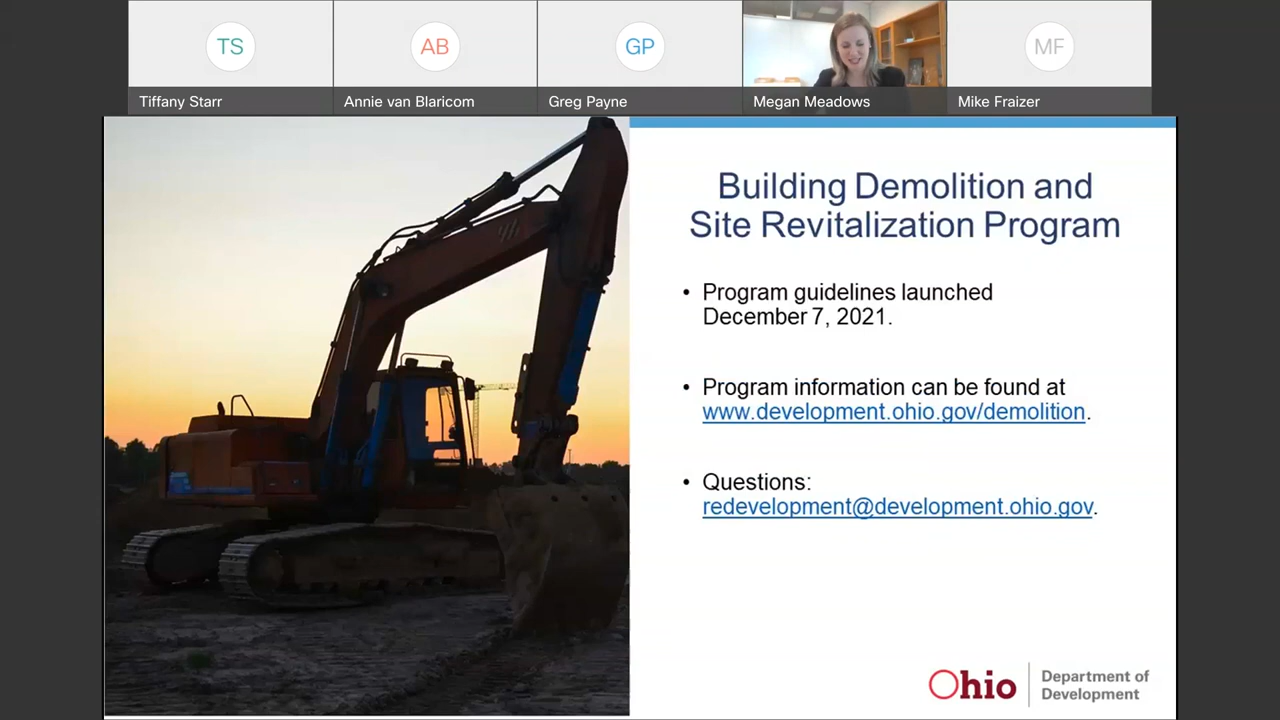 TS
AB
GP
MF
Tiffany Starr
Annie van Blaricom
Greg Payne
Megan Meadows
Mike Fraizer
Building Demolition and
Site Revitalization Program
• Program guidelines launched
December 7, 2021.
• Program information can be found at
www.development.ohio.gov/demolition.
• Questions:
redevelopment@development.ohio.gov.
Ohio
Department of
Development